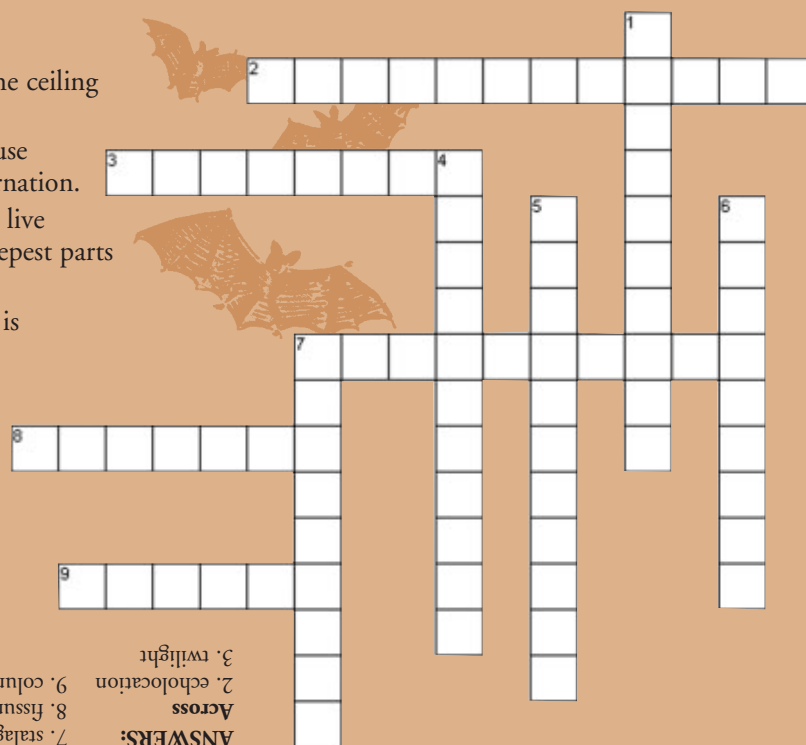 1
ne ceiling
2
use
3
4
rnation.
live
5
6
epest parts
is
7
8
9
ANSWERS:
Across
2. echolocation
3. twilight
7. stalag
8. fissu
9. colu